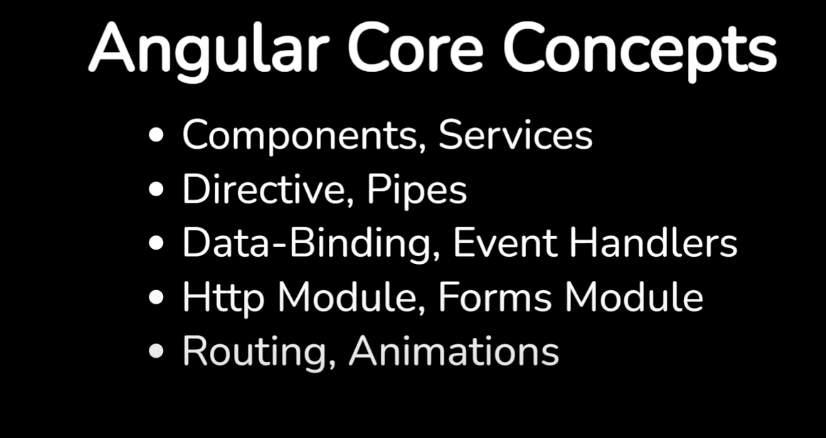 Angular Core Concepts
• Components, Services
• Directive, Pipes
• Data-Binding, Event Handlers
• Http Module, Forms Module
• Routing, Animations